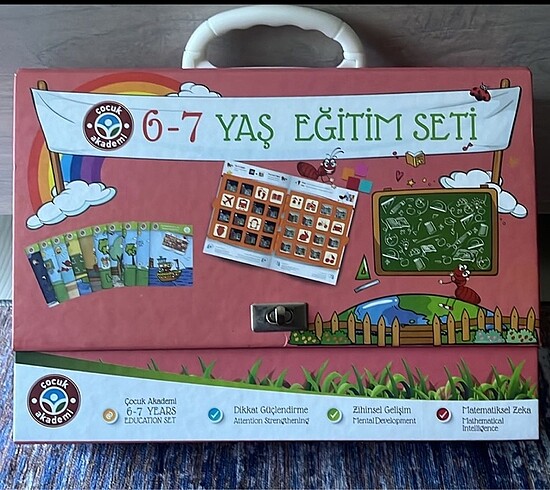 çocuk
akademi
6-7 YAŞ EĞİTİM SETİ
çocuk
akademi
Çocuk Akademi
6-7 YEARS
EDUCATION SET
Dikkat Güçlendirme
Attention Strengthening
Zihinsel Gelişim
Mental Development
Matematiksel Zeka
Mathematical
Intelligence